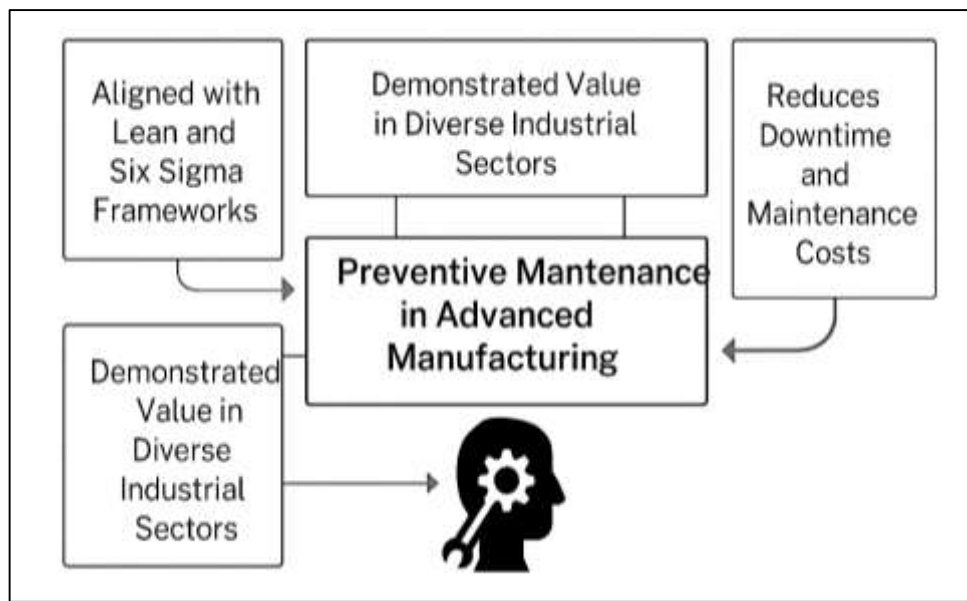 Aligned with
Lean and
Six Sigma
Frameworks
Demonstrated Value
in Diverse Industrial
Sectors
Reduces
Downtime
and
Maintenance
Costs
Preventive Mantenance
in Advanced
Manufacturing
Demonstrated
Value in
Diverse
Industrial
Sectors